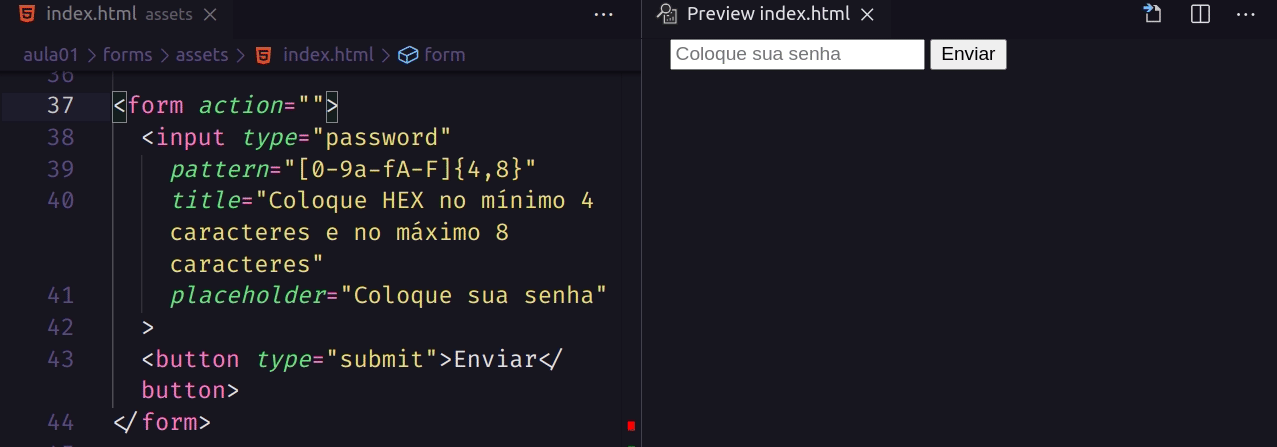 index.html assets ×
···
aula01 > forms > assets > index.html > form
36
37 <form action="">
38 <input type="password"
39 pattern="[0-9a-fA-F]{4,8}"
40 title="Coloque HEX no mínimo 4
caracteres e no máximo 8
caracteres"
41 placeholder="Coloque sua senha"
42 >
43 <button type="submit">Enviar</
button>
44 </form>
Preview index.html ×
···
Coloque sua senha Enviar